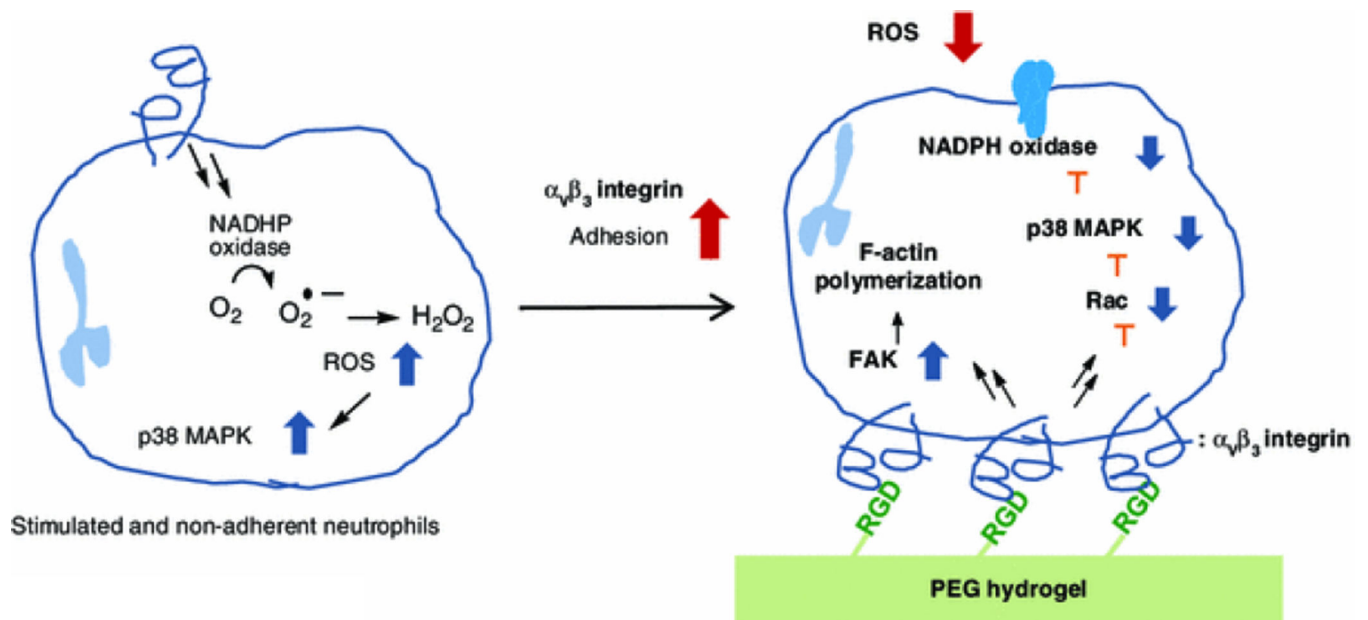 NADHP
oxidase
O₂
O₂•−
H₂O₂
ROS
p38 MAPK
Stimulated and non-adherent neutrophils
αvβ₃ integrin
Adhesion
ROS
NADPH oxidase
p38 MAPK
F-actin
polymerization
Rac
FAK
: αvβ₃ integrin
RGD
RGD
RGD
PEG hydrogel